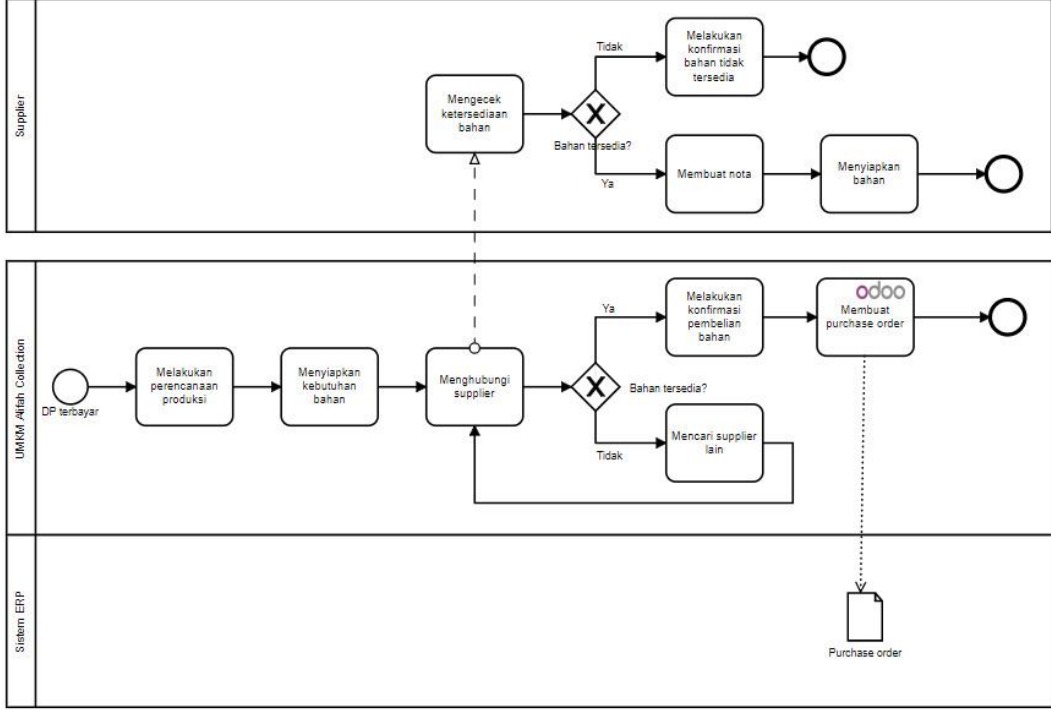 Supplier
Mengecek
ketersediaan
bahan
Bahan tersedia?
Tidak
Melakukan
konfirmasi
bahan tidak
tersedia
Ya
Membuat nota
Menyiapkan
bahan
UMKM Alifah Collection
DP terbayar
Melakukan
perencanaan
produksi
Menyiapkan
kebutuhan
bahan
Menghubungi
supplier
Bahan tersedia?
Ya
Melakukan
konfirmasi
pembelian
bahan
odoo
Membuat
purchase order
Tidak
Mencari supplier
lain
Sistem ERP
Purchase order